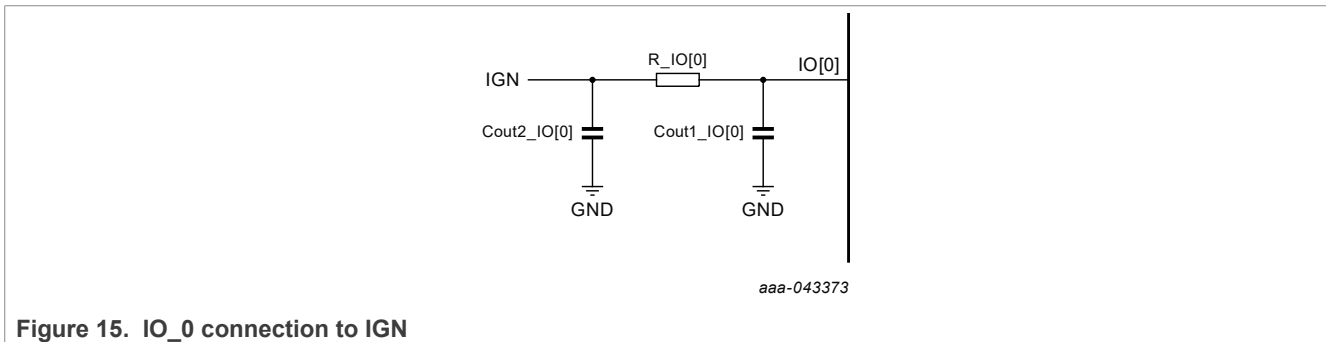 R_IO[0]
IGN
IO[0]
Cout2_IO[0]
Cout1_IO[0]
GND
GND
aaa-043373
Figure 15. IO_0 connection to IGN